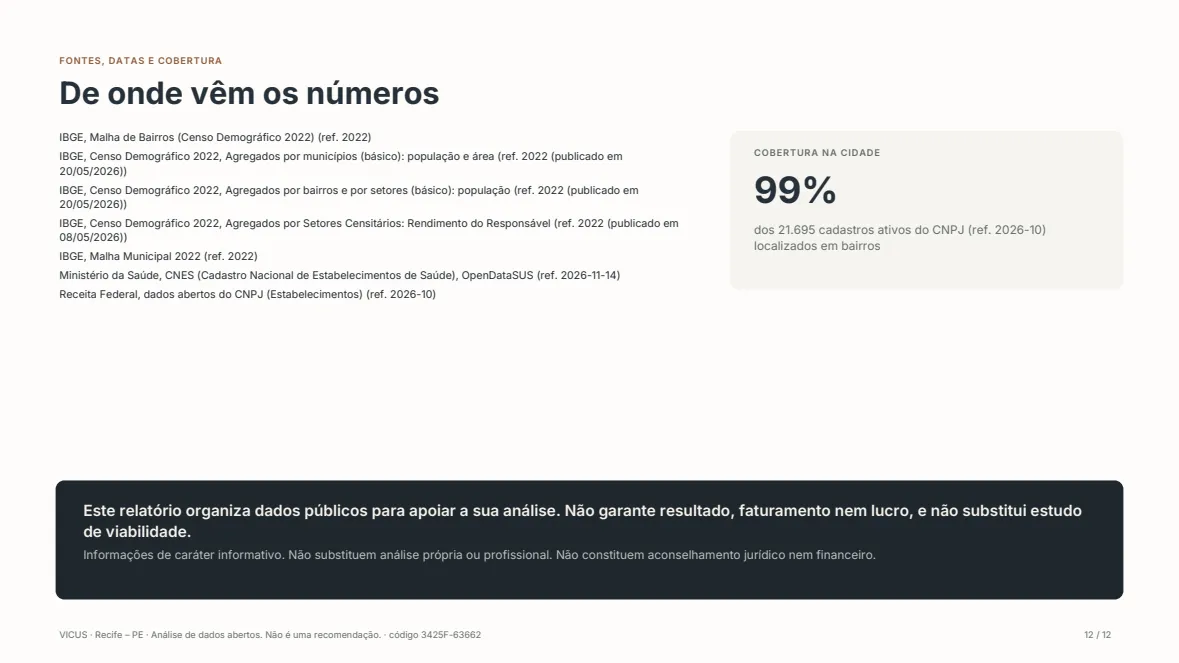 FONTES, DATAS E COBERTURA
De onde vêm os números
IBGE, Malha de Bairros (Censo Demográfico 2022) (ref. 2022)
IBGE, Censo Demográfico 2022, Agregados por municípios (básico): população e área (ref. 2022 (publicado em
20/05/2026))
IBGE, Censo Demográfico 2022, Agregados por bairros e por setores (básico): população (ref. 2022 (publicado em
20/05/2026))
IBGE, Censo Demográfico 2022, Agregados por Setores Censitários: Rendimento do Responsável (ref. 2022 (publicado em
08/05/2026))
IBGE, Malha Municipal 2022 (ref. 2022)
Ministério da Saúde, CNES (Cadastro Nacional de Estabelecimentos de Saúde), OpenDataSUS (ref. 2026-11-14)
Receita Federal, dados abertos do CNPJ (Estabelecimentos) (ref. 2026-10)
COBERTURA NA CIDADE
99%
dos 21.695 cadastros ativos do CNPJ (ref. 2026-10)
localizados em bairros
Este relatório organiza dados públicos para apoiar a sua análise. Não garante resultado, faturamento nem lucro, e não substitui estudo
de viabilidade.
Informações de caráter informativo. Não substituem análise própria ou profissional. Não constituem aconselhamento jurídico nem financeiro.
VICUS · Recife – PE · Análise de dados abertos. Não é uma recomendação. · código 3425F-63662
12 / 12